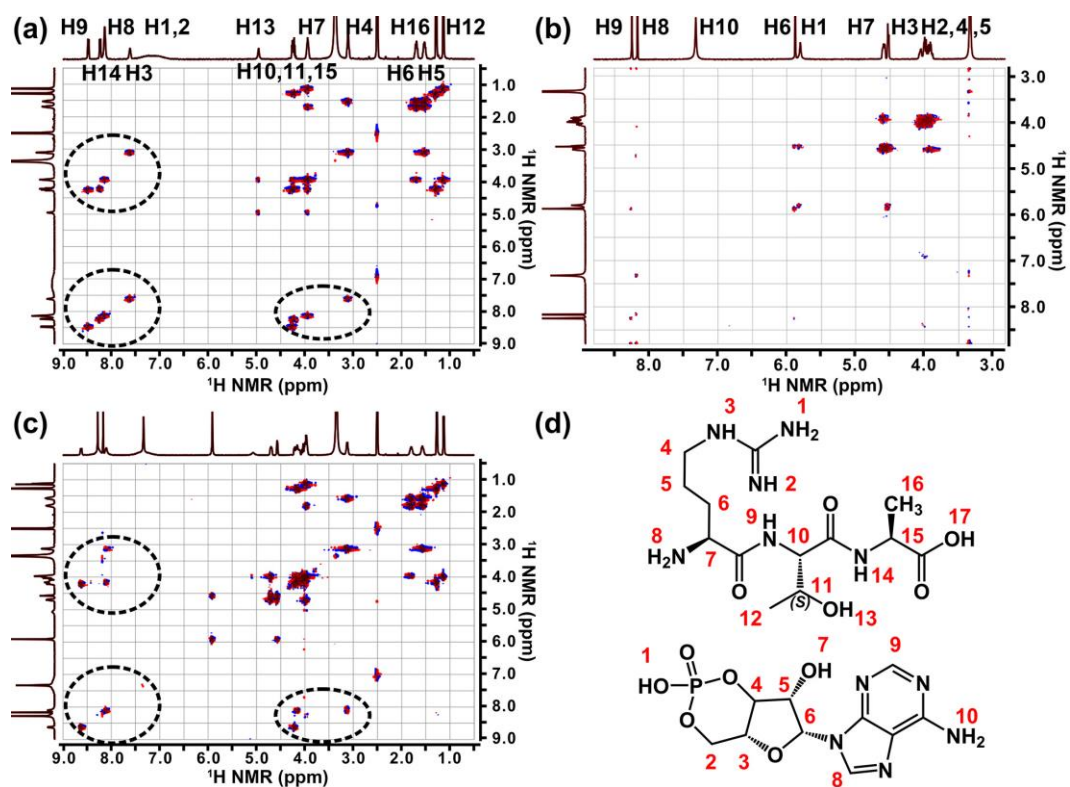 (a)
H9 H8 H1,2 H13 H7 H4 H16 H12
H14 H3 H10,11,15 H6 H5
1.0
2.0
3.0
4.0
5.0
6.0
7.0
8.0
9.0
¹H NMR (ppm)
9.0 8.0 7.0 6.0 5.0 4.0 3.0 2.0 1.0
¹H NMR (ppm)
(b)
H9 H8 H10 H6 H1 H7 H3 H2,4,5
3.0
4.0
5.0
6.0
7.0
8.0
¹H NMR (ppm)
8.0 7.0 6.0 5.0 4.0 3.0
¹H NMR (ppm)
(c)
1.0
2.0
3.0
4.0
5.0
6.0
7.0
8.0
9.0
¹H NMR (ppm)
9.0 8.0 7.0 6.0 5.0 4.0 3.0 2.0 1.0
¹H NMR (ppm)
(d)
3 1
NH NH₂
4
5 NH 2
6 16
9 O CH₃ 17
8 H N 10 15 OH
H₂N 7 O N H 14 O
11
12 (S) OH 13
7 9
1 O O OH
HO P 4 5 N N 10
O 6 N N NH₂
2 3 O 8